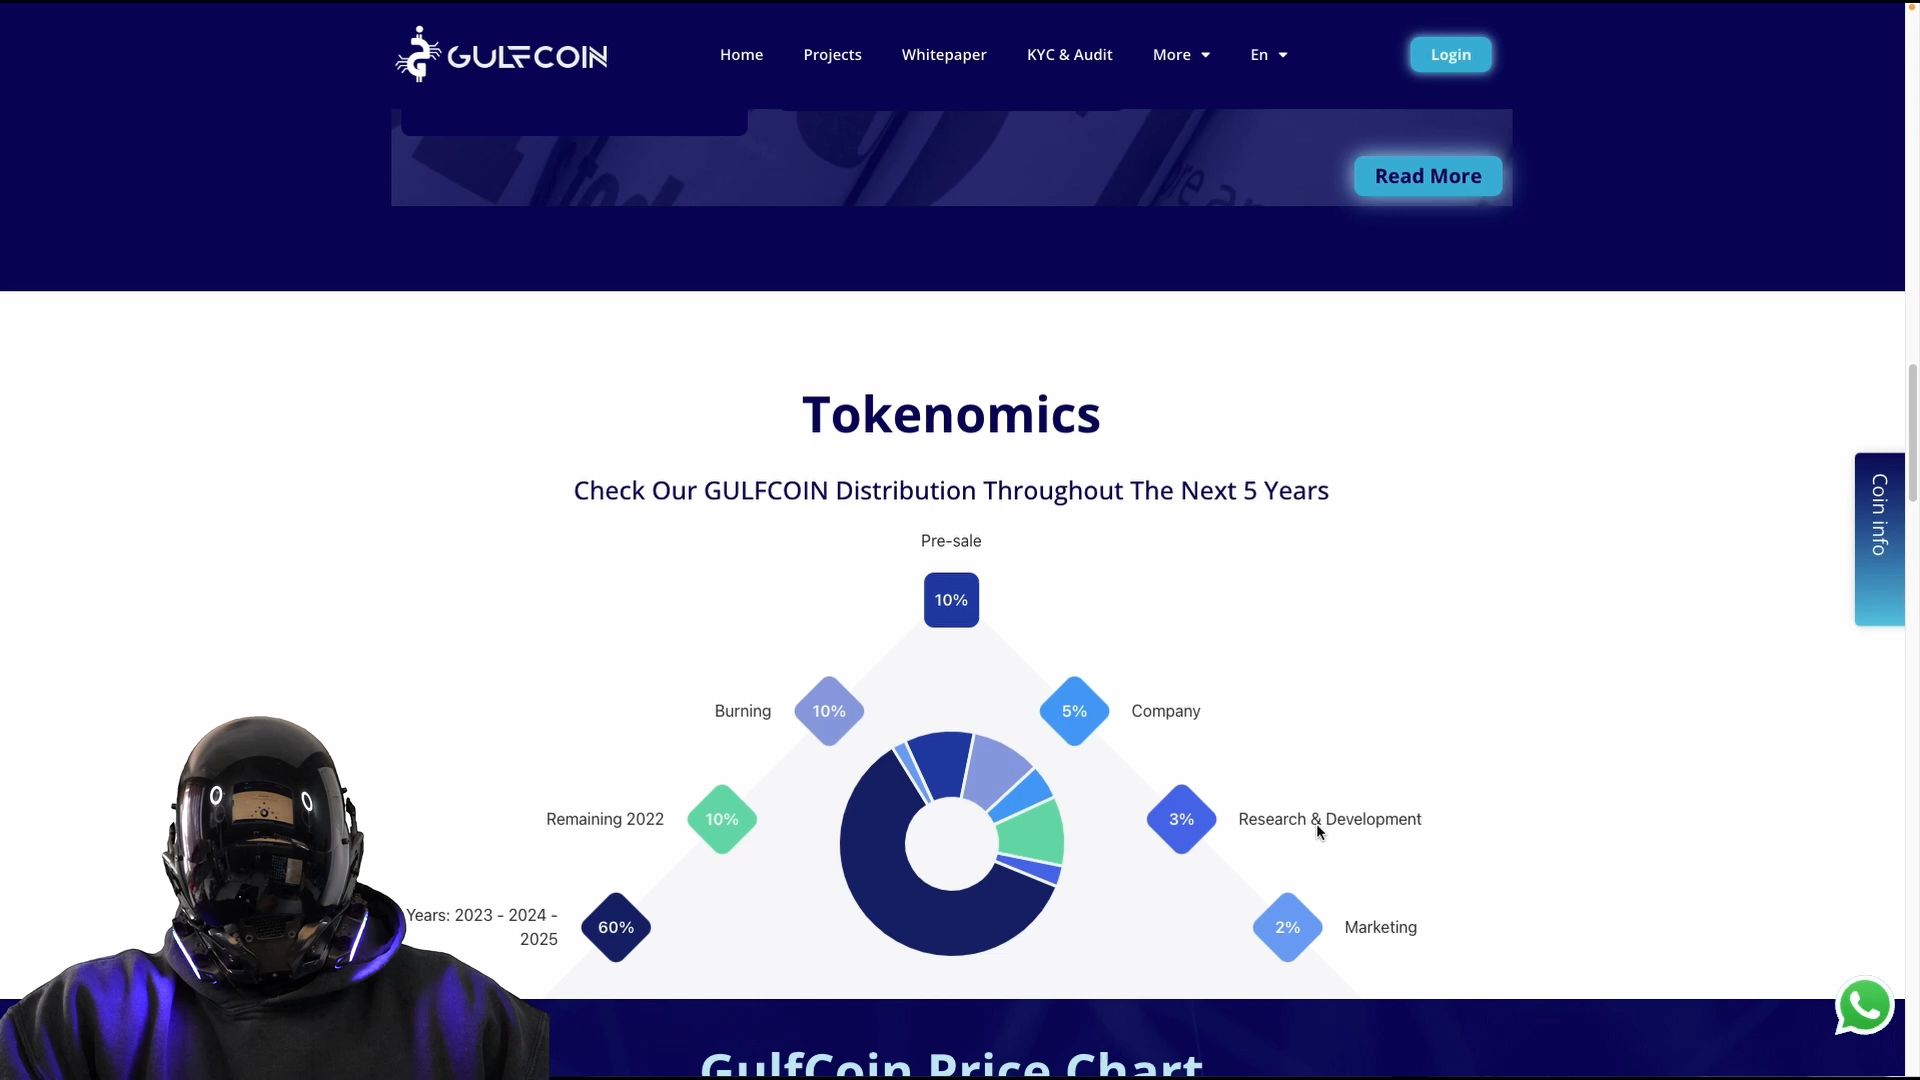 GULFCOIN
Home
Projects
Whitepaper
KYC & Audit
More
En
Login
Read More
Tokenomics
Check Our GULFCOIN Distribution Throughout The Next 5 Years
Pre-sale
10%
Burning
10%
5%
Company
Remaining 2022
10%
3%
Research & Development
Years: 2023 - 2024 -
2025
60%
2%
Marketing
Coin info
GulfCoin Price Chart